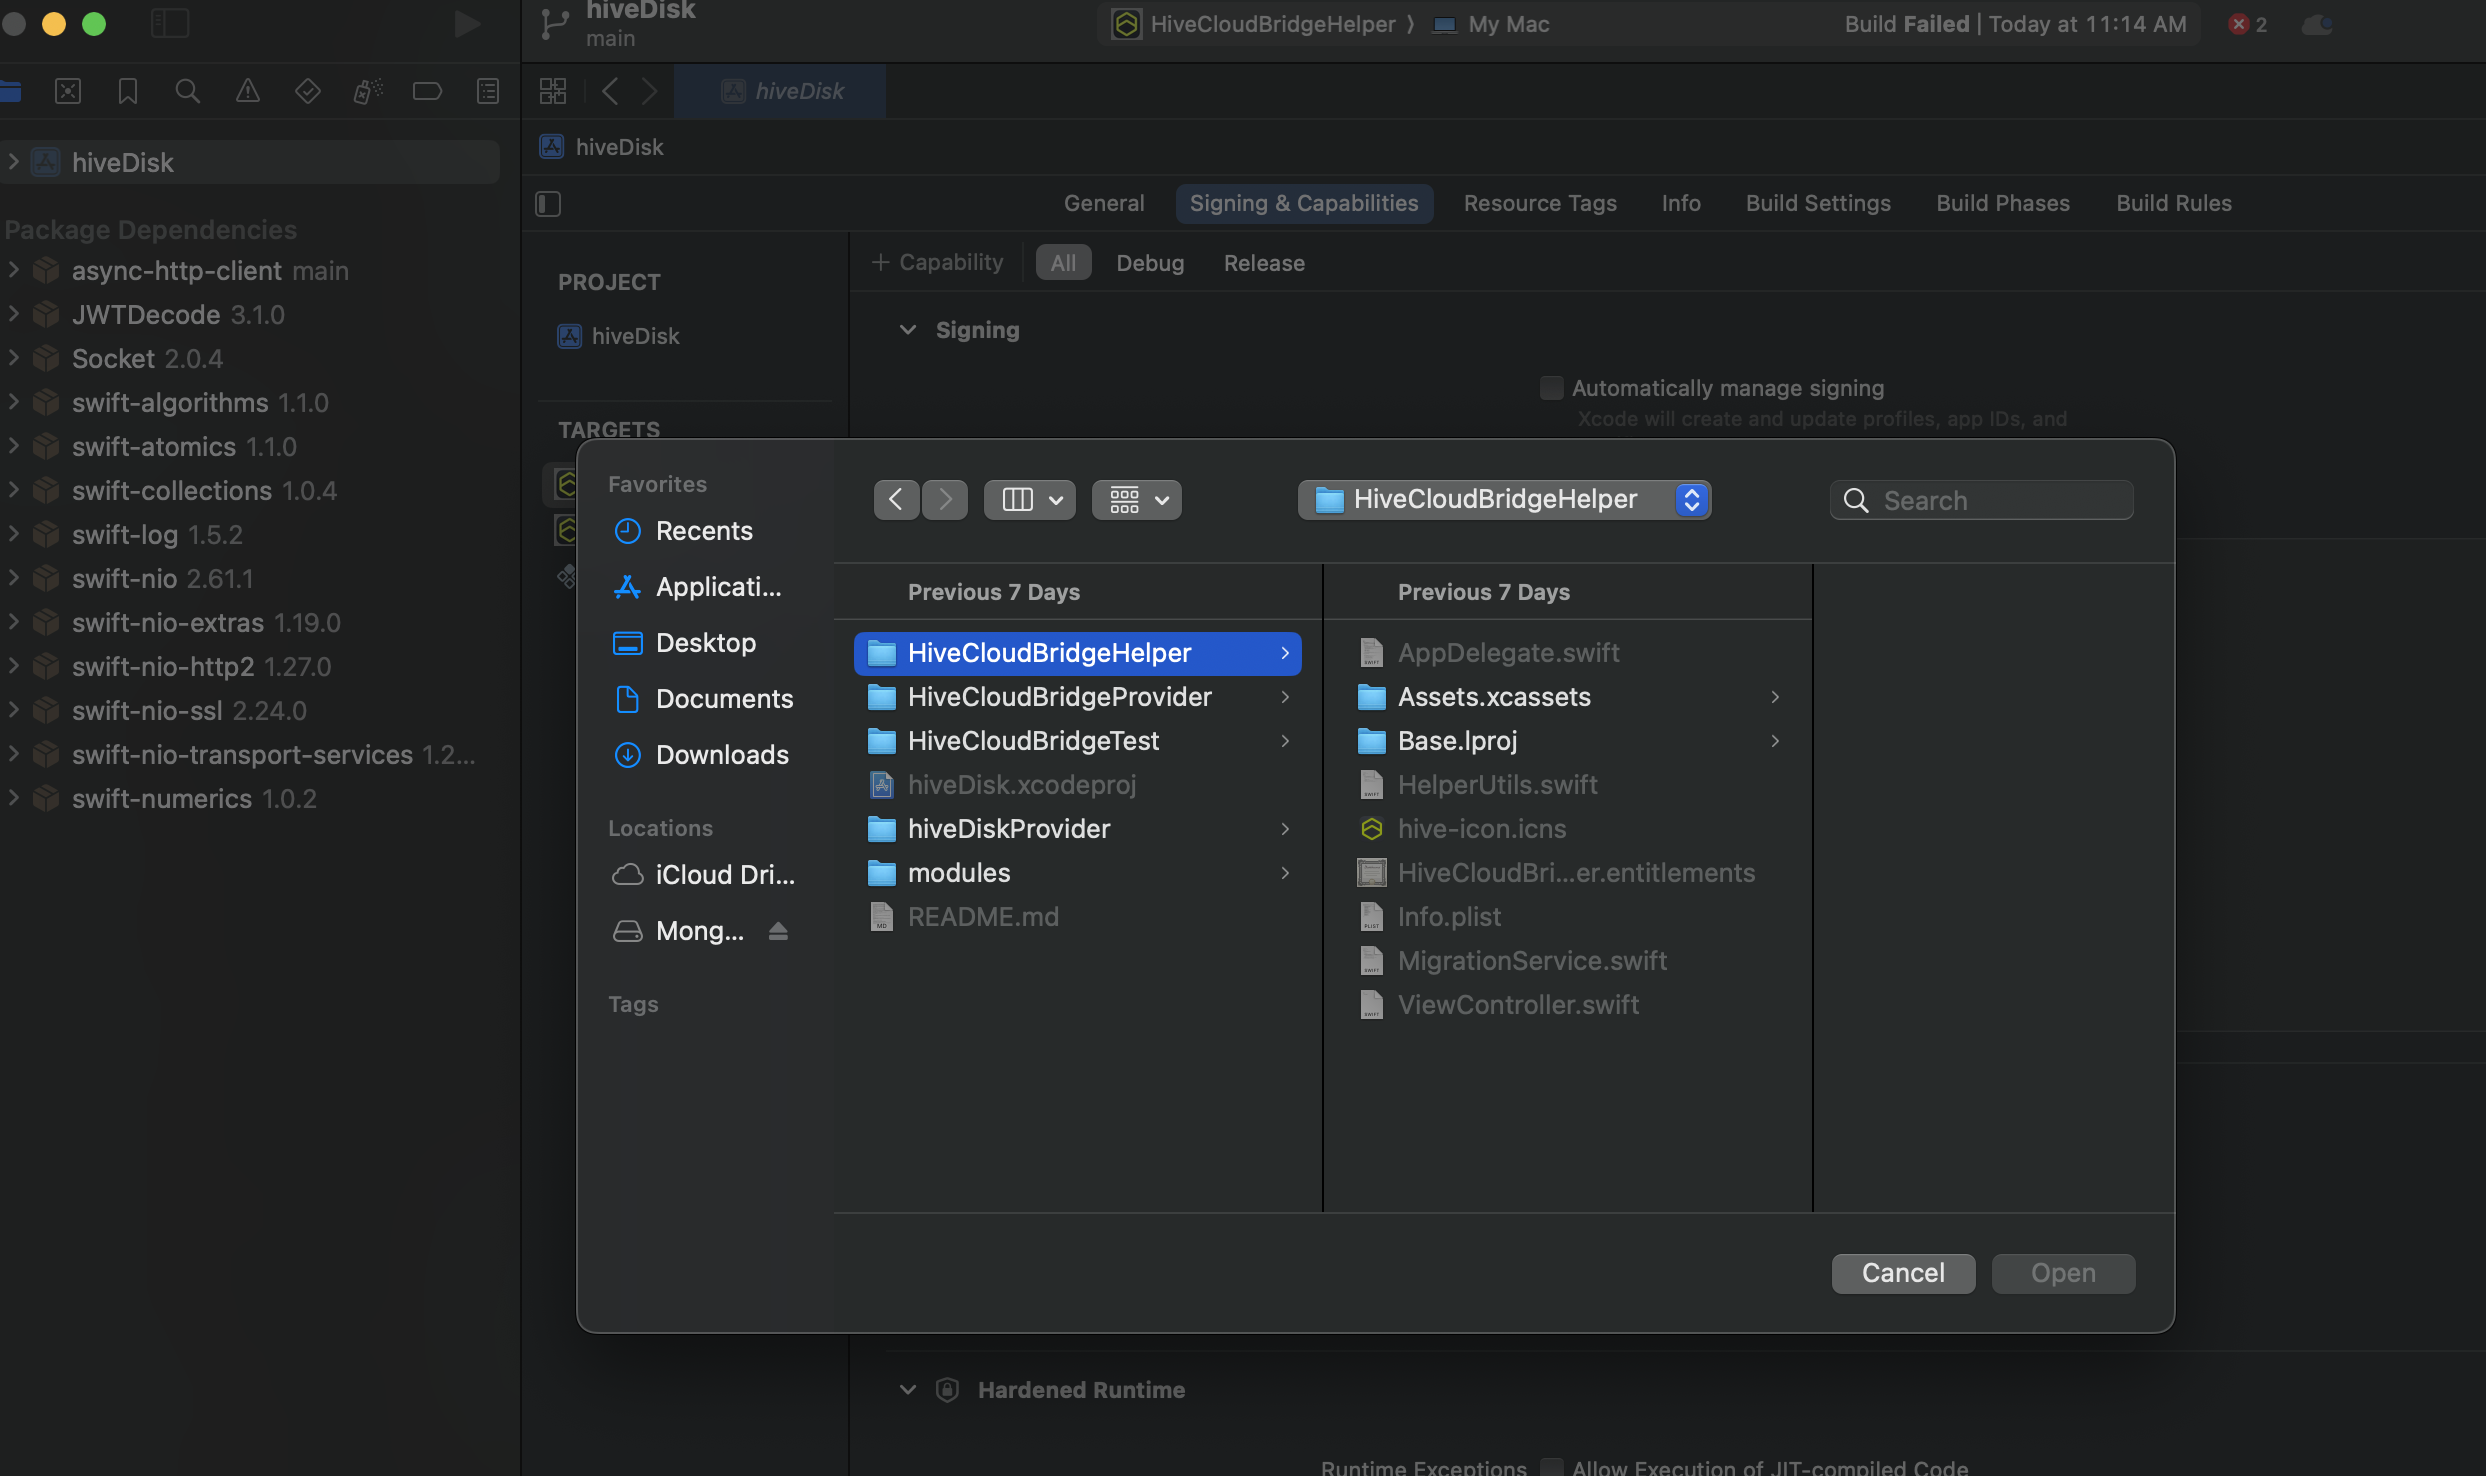 hiveDisk
main
HiveCloudBridgeHelper
My Mac
Build Failed | Today at 11:14 AM
2
hiveDisk
hiveDisk
hiveDisk
General
Signing & Capabilities
Resource Tags
Info
Build Settings
Build Phases
Build Rules
Package Dependencies
async-http-client main
JWTDecode 3.1.0
Socket 2.0.4
swift-algorithms 1.1.0
swift-atomics 1.1.0
swift-collections 1.0.4
swift-log 1.5.2
swift-nio 2.61.1
swift-nio-extras 1.19.0
swift-nio-http2 1.27.0
swift-nio-ssl 2.24.0
swift-nio-transport-services 1.2...
swift-numerics 1.0.2
PROJECT
hiveDisk
TARGETS
+ Capability
All
Debug
Release
Signing
Automatically manage signing
Xcode will create and update profiles, app IDs, and
Favorites
Recents
Applicati...
Desktop
Documents
Downloads
Locations
iCloud Dri...
Mong...
Tags
HiveCloudBridgeHelper
Search
Previous 7 Days
HiveCloudBridgeHelper
HiveCloudBridgeProvider
HiveCloudBridgeTest
hiveDisk.xcodeproj
hiveDiskProvider
modules
README.md
Previous 7 Days
AppDelegate.swift
Assets.xcassets
Base.lproj
HelperUtils.swift
hive-icon.icns
HiveCloudBri...er.entitlements
Info.plist
MigrationService.swift
ViewController.swift
Cancel
Open
Hardened Runtime
Runtime Exceptions
Allow Execution of JIT-compiled Code